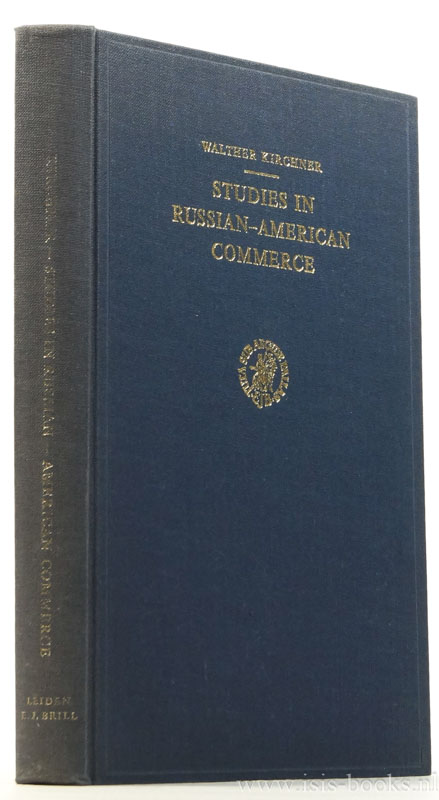 WALTHER KIRCHNER
STUDIES IN
RUSSIAN-AMERICAN
COMMERCE
KIRCHNER - STUDIES IN RUSSIAN - AMERICAN COMMERCE
LEIDEN
E. J. BRILL
www.isis-books.nl